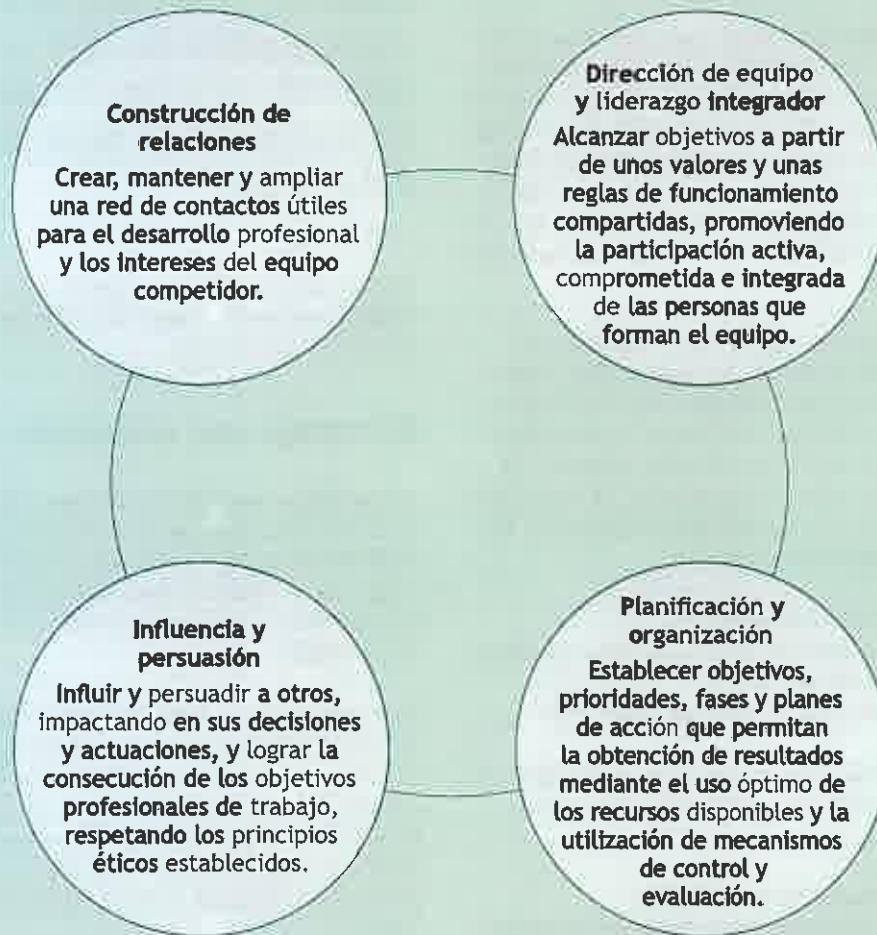 Construcción de
relaciones
Crear, mantener y ampliar
una red de contactos útiles
para el desarrollo profesional
y los intereses del equipo
competidor.
Dirección de equipo
y liderazgo integrador
Alcanzar objetivos a partir
de unos valores y unas
reglas de funcionamiento
compartidas, promoviendo
la participación activa,
comprometida e integrada
de las personas que
forman el equipo.
Influencia y
persuasión
Influir y persuadir a otros,
impactando en sus decisiones
y actuaciones, y lograr la
consecución de los objetivos
profesionales de trabajo,
respetando los principios
éticos establecidos.
Planificación y
organización
Establecer objetivos,
prioridades, fases y planes
de acción que permitan
la obtención de resultados
mediante el uso óptimo de
los recursos disponibles y la
utilización de mecanismos
de control y
evaluación.